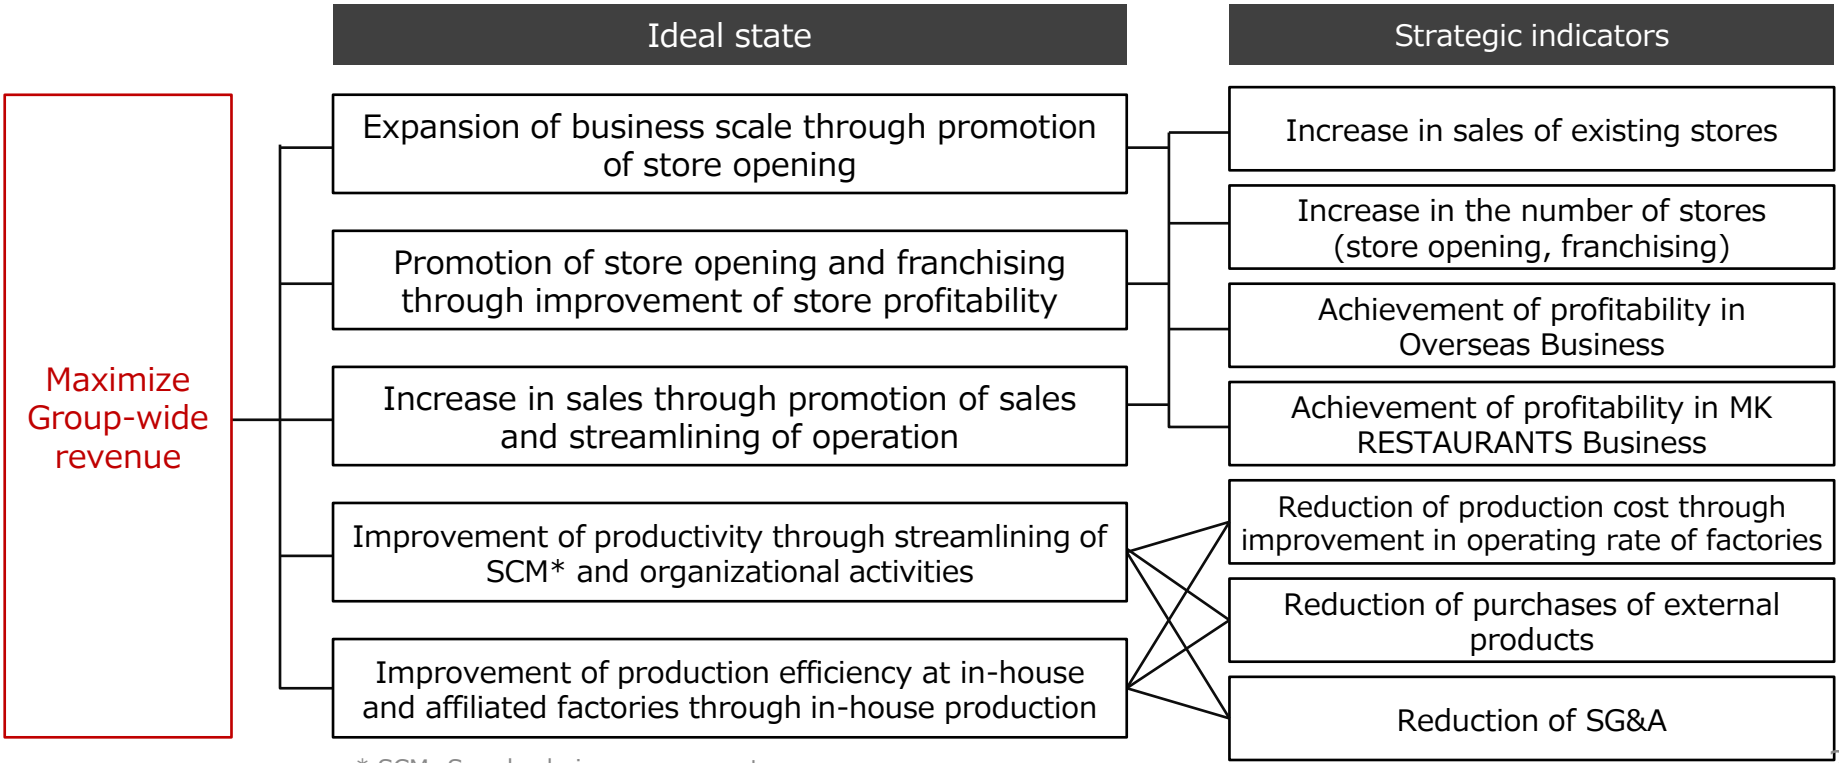 Ideal state
Strategic indicators
Maximize
Group-wide
revenue
Expansion of business scale through promotion
of store opening
Promotion of store opening and franchising
through improvement of store profitability
Increase in sales through promotion of sales
and streamlining of operation
Improvement of productivity through streamlining of
SCM* and organizational activities
Improvement of production efficiency at in-house
and affiliated factories through in-house production
Increase in sales of existing stores
Increase in the number of stores
(store opening, franchising)
Achievement of profitability in
Overseas Business
Achievement of profitability in MK
RESTAURANTS Business
Reduction of production cost through
improvement in operating rate of factories
Reduction of purchases of external
products
Reduction of SG&A